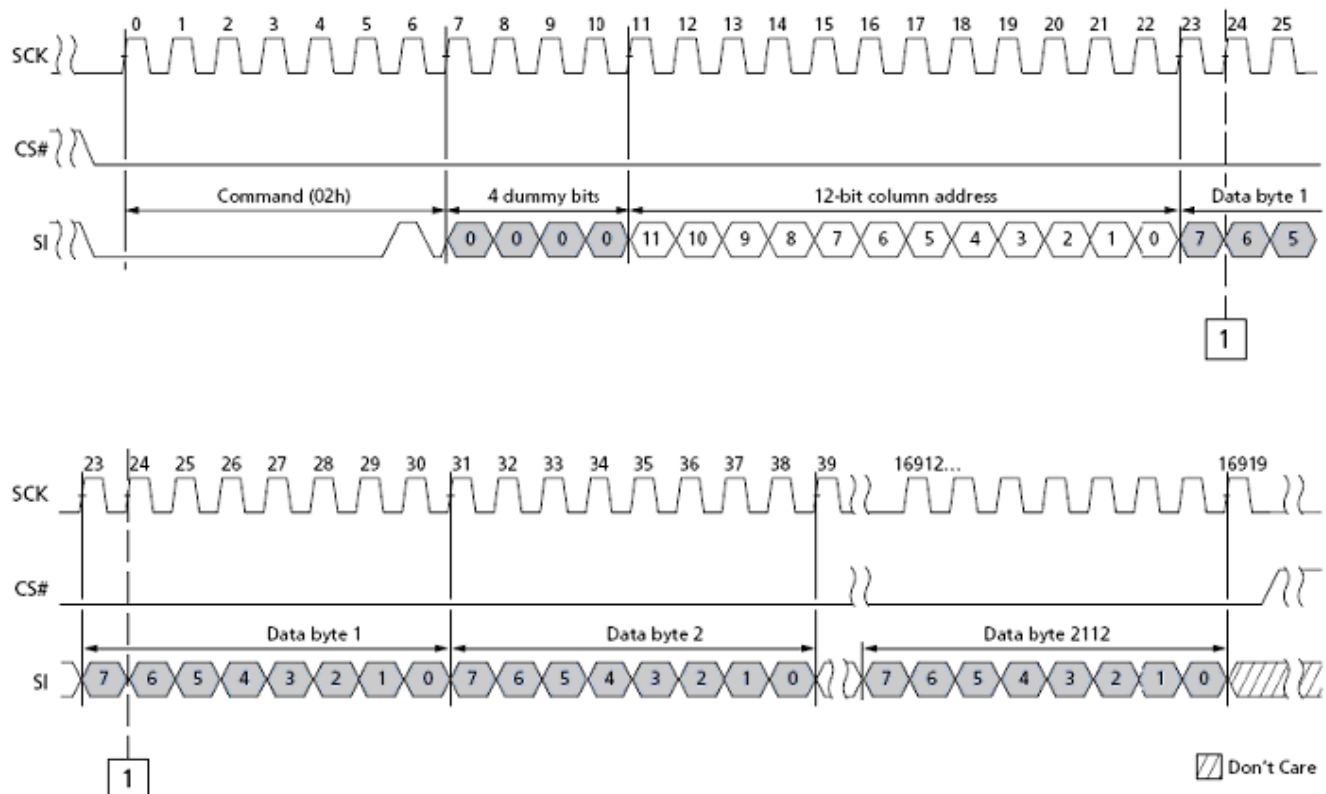 0 1 2 3 4 5 6 7 8 9 10 11 12 13 14 15 16 17 18 19 20 21 22 23 24 25
SCK
CS#
Command (02h) 4 dummy bits 12-bit column address Data byte 1
SI 0 0 0 0 11 10 9 8 7 6 5 4 3 2 1 0 7 6 5
1
23 24 25 26 27 28 29 30 31 32 33 34 35 36 37 38 39 16912... 16919
SCK
CS#
Data byte 1 Data byte 2 Data byte 2112
SI 7 6 5 4 3 2 1 0 7 6 5 4 3 2 1 0 7 6 5 4 3 2 1 0
1
Don't Care